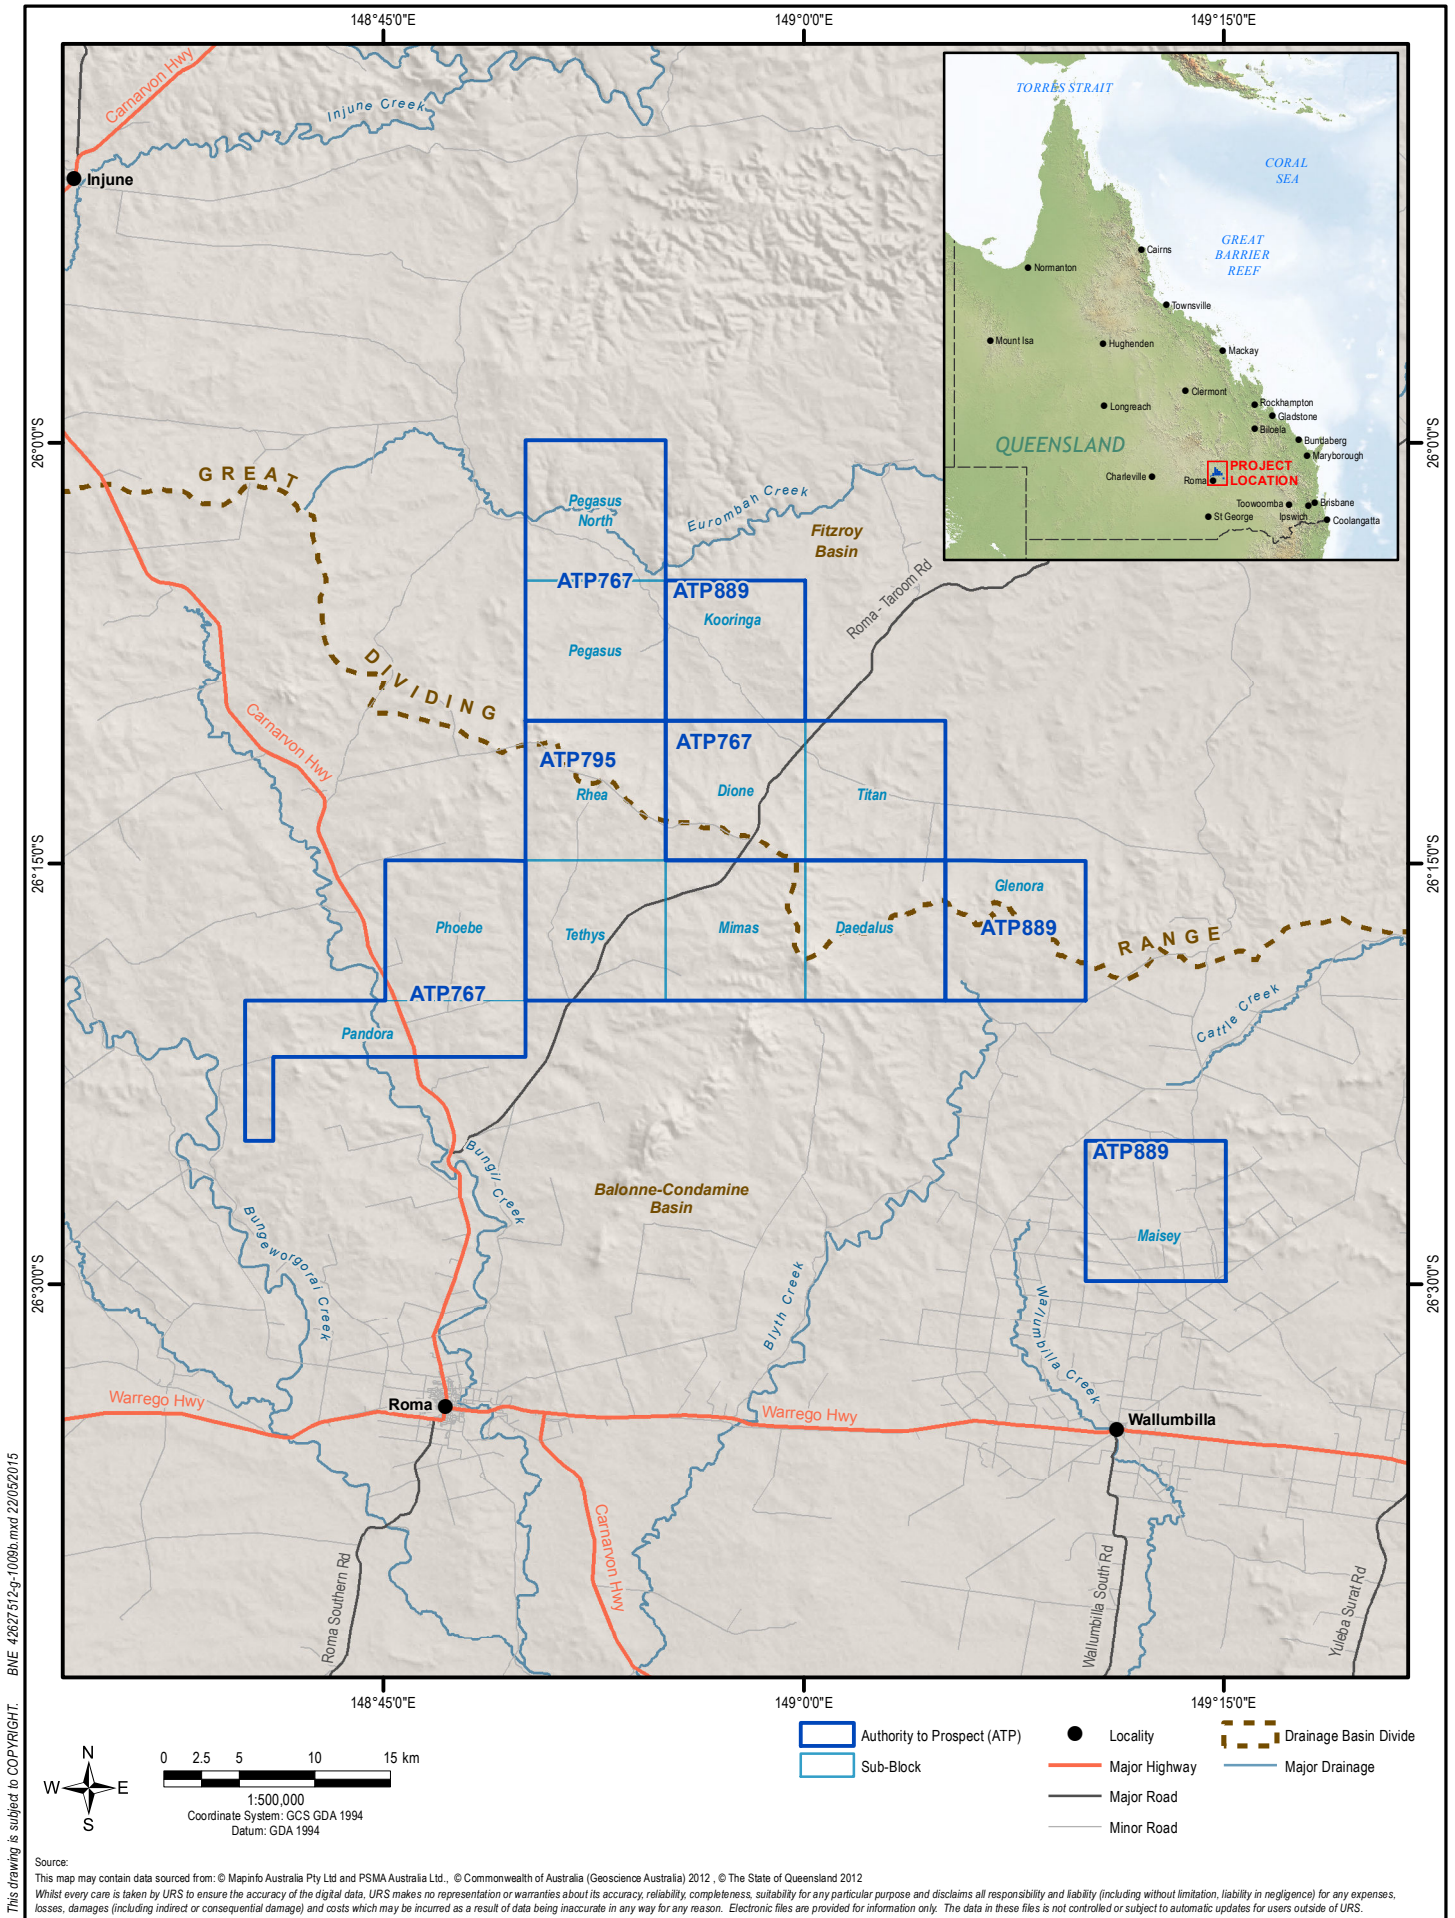 148°45'0"E
149°0'0"E
149°15'0"E
Carnarvon Hwy
Injune Creek
Injune
TORRES STRAIT
CORAL
SEA
GREAT
BARRIER
REEF
Cairns
Normanton
Townsville
Mount Isa
Hughenden
Mackay
Clermont
Longreach
Rockhampton
Gladstone
Biloela
QUEENSLAND
Bundaberg
Maryborough
PROJECT
LOCATION
Charleville
Roma
Toowoomba
Brisbane
Ipswich
St George
Coolangatta
26°0'0"S
26°0'0"S
GREAT
Pegasus
North
Eurombah Creek
Fitzroy
Basin
ATP767
ATP889
Kooringa
Roma - Taroom Rd
Pegasus
DIVIDING
Carnarvon Hwy
ATP795
ATP767
Rhea
Dione
Titan
26°15'0"S
26°15'0"S
Glenora
Phoebe
Tethys
Mimas
Daedalus
ATP889
RANGE
ATP767
Pandora
Cattle Creek
Bungil Creek
ATP889
Balonne-Condamine
Basin
Maisey
Bungeworgorai Creek
Blyth Creek
Wallumbilla Creek
26°30'0"S
26°30'0"S
Warrego Hwy
Roma
Warrego Hwy
Wallumbilla
Carnarvon Hwy
Roma Southern Rd
Wallumbilla South Rd
Yuleba Surat Rd
148°45'0"E
149°0'0"E
149°15'0"E
N
W
E
S
0 2.5 5 10 15 km
1:500,000
Coordinate System: GCS GDA 1994
Datum: GDA 1994
Authority to Prospect (ATP)
Sub-Block
Locality
Major Highway
Major Road
Minor Road
Drainage Basin Divide
Major Drainage
Source:
This map may contain data sourced from: © Mapinfo Australia Pty Ltd and PSMA Australia Ltd., © Commonwealth of Australia (Geoscience Australia) 2012 , © The State of Queensland 2012
Whilst every care is taken by URS to ensure the accuracy of the digital data, URS makes no representation or warranties about its accuracy, reliability, completeness, suitability for any particular purpose and disclaims all responsibility and liability (including without limitation, liability in negligence) for any expenses,
losses, damages (including indirect or consequential damage) and costs which may be incurred as a result of data being inaccurate in any way for any reason. Electronic files are provided for information only. The data in these files is not controlled or subject to automatic updates for users outside of URS.
This drawing is subject to COPYRIGHT. BNE 42627512-g-1009b.mxd 22/05/2015